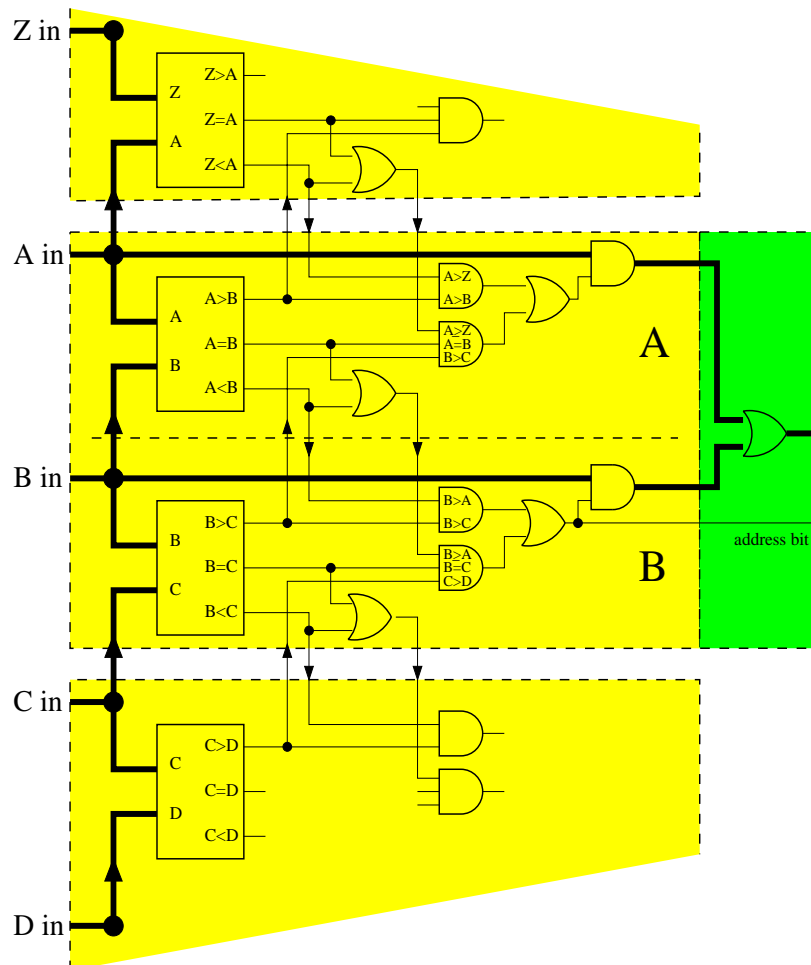 Z in
Z>A
Z
Z=A
A
Z<A
A in
A>Z
A>B
A>B
A
A≥Z
A=B
A=B
B>C
A
B
A<B
B in
B>A
B>C
B>C
B
address bit
B≥A
B=C
B=C
C>D
B
C
B<C
C in
C>D
C
C=D
D
C<D
D in